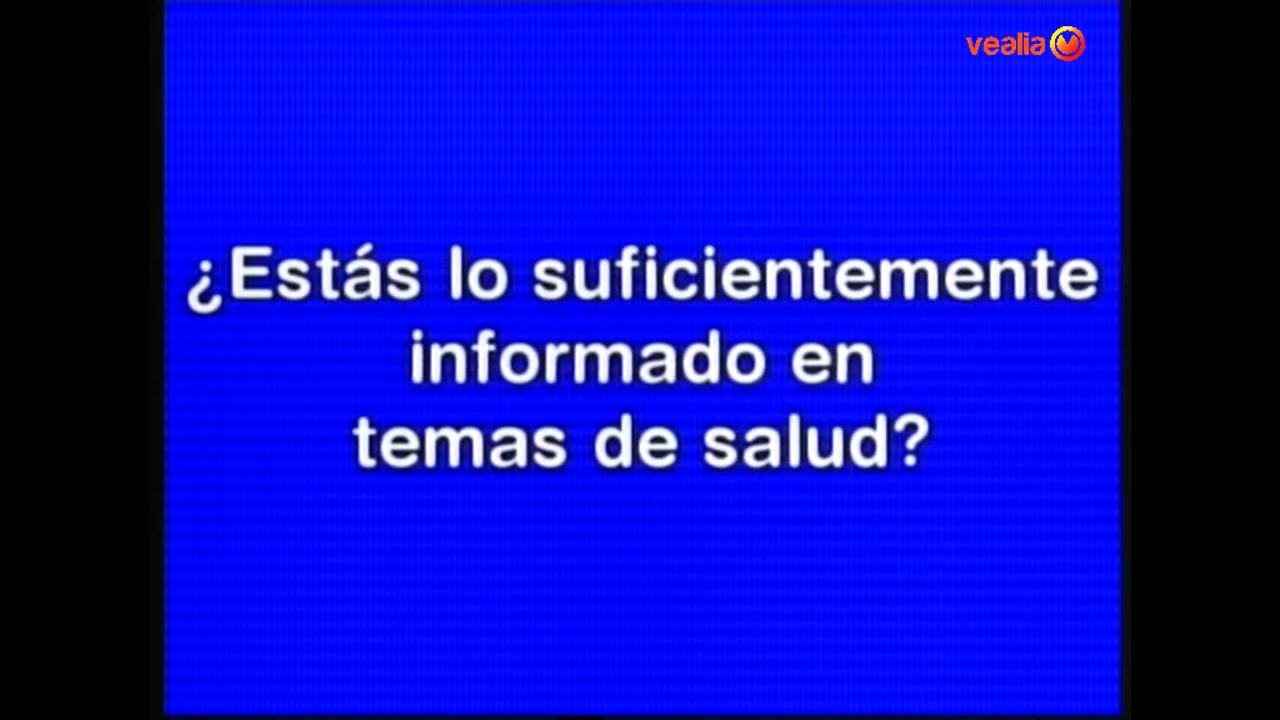 vealia
¿Estás lo suficientemente
informado en
temas de salud?